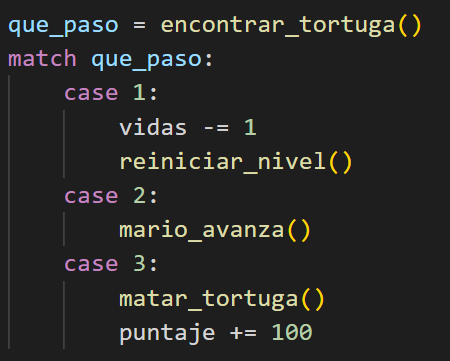 que_paso = encontrar_tortuga()
match que_paso:
    case 1:
        vidas -= 1
        reiniciar_nivel()
    case 2:
        mario_avanza()
    case 3:
        matar_tortuga()
        puntaje += 100